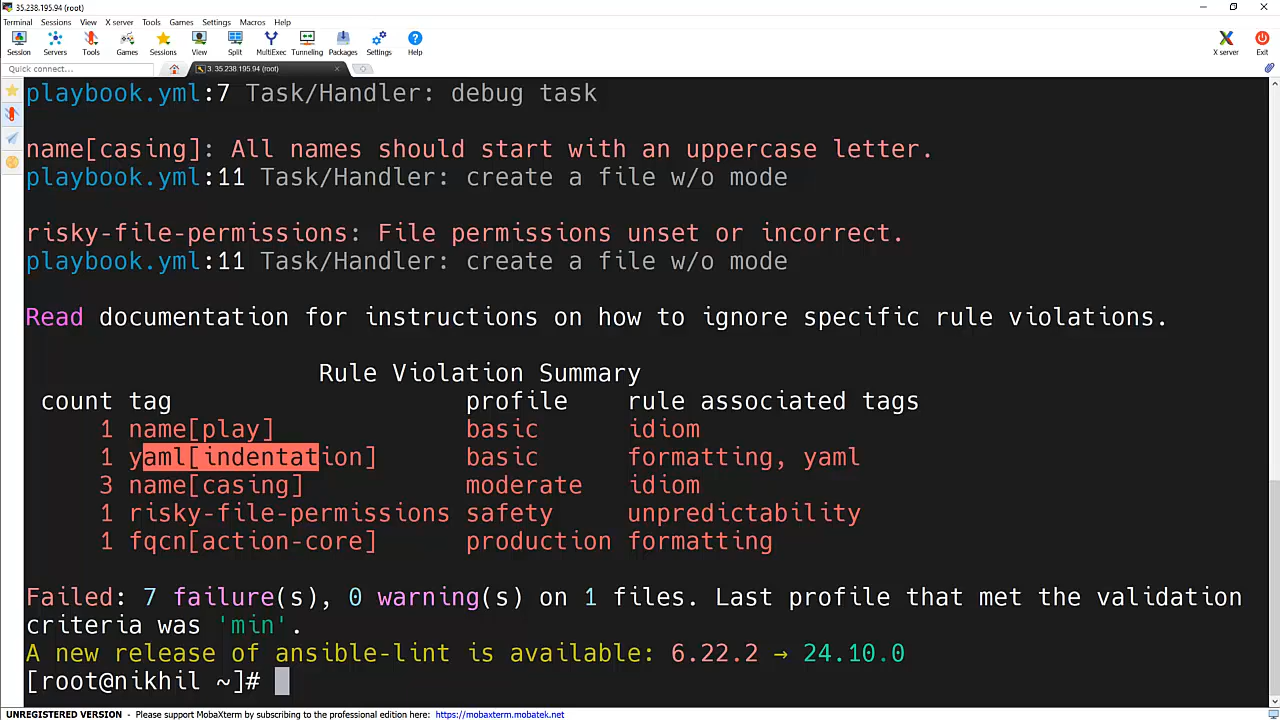 35.238.195.94 (root)
Terminal Sessions View X server Tools Games Settings Macros Help
Session Servers Tools Games Sessions View Split MultiExec Tunneling Packages Settings Help X server Exit
Quick connect... 3. 35.238.195.94 (root)
playbook.yml:7 Task/Handler: debug task
name[casing]: All names should start with an uppercase letter.
playbook.yml:11 Task/Handler: create a file w/o mode
risky-file-permissions: File permissions unset or incorrect.
playbook.yml:11 Task/Handler: create a file w/o mode
Read documentation for instructions on how to ignore specific rule violations.
Rule Violation Summary
count tag profile rule associated tags
1 name[play] basic idiom
1 yaml[indentation] basic formatting, yaml
3 name[casing] moderate idiom
1 risky-file-permissions safety unpredictability
1 fqcn[action-core] production formatting
Failed: 7 failure(s), 0 warning(s) on 1 files. Last profile that met the validation
criteria was 'min'.
A new release of ansible-lint is available: 6.22.2 → 24.10.0
[root@nikhil ~]#
UNREGISTERED VERSION - Please support MobaXterm by subscribing to the professional edition here: https://mobaxterm.mobatek.net